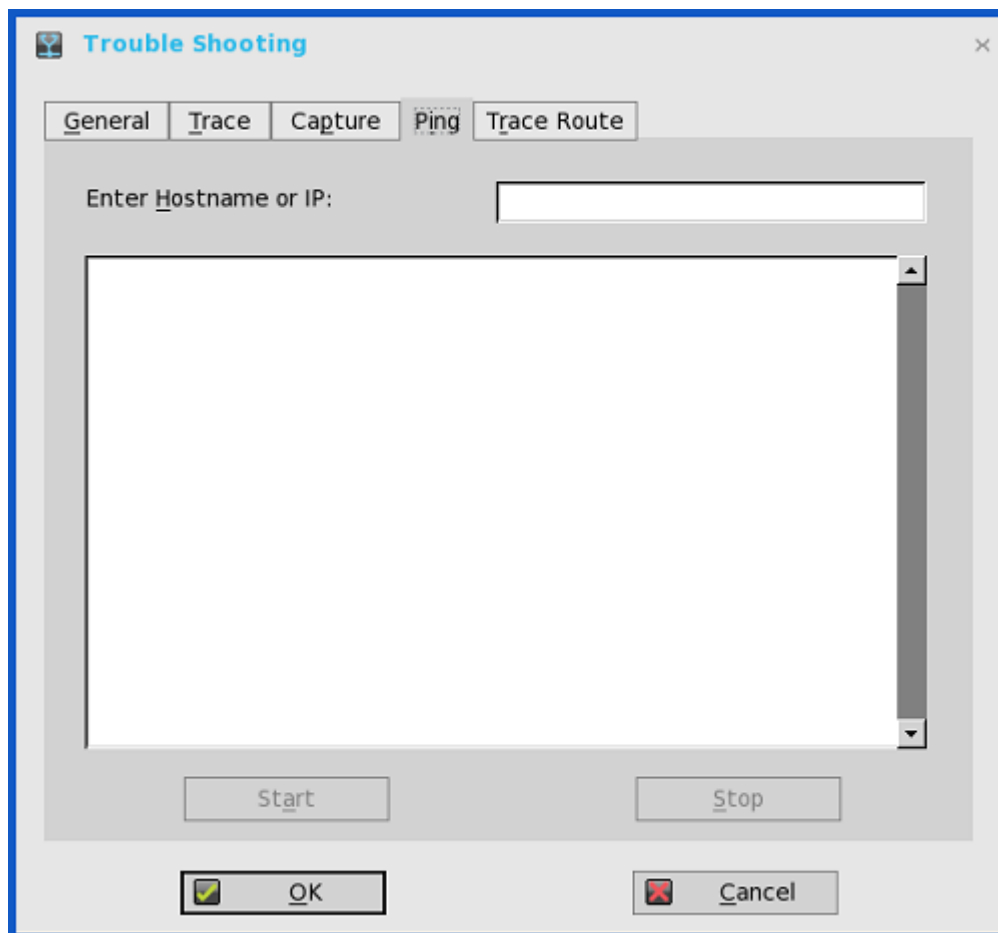 Trouble Shooting
General Trace Capture Ping Trace Route
Enter Hostname or IP:
Start Stop
OK Cancel